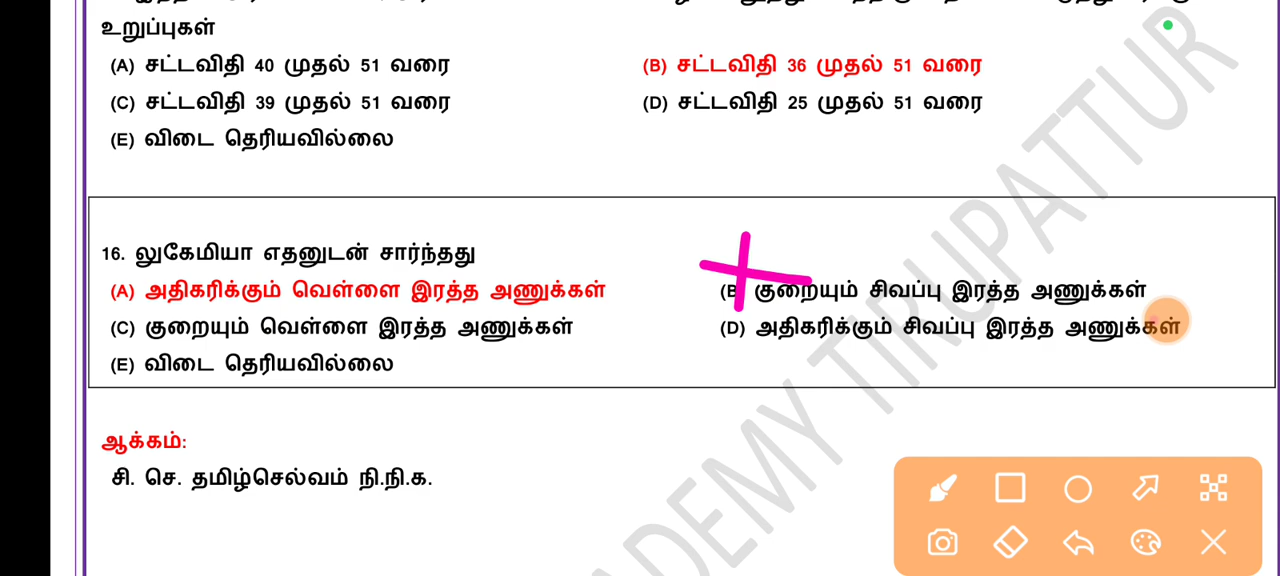 உறுப்புகள்
(A) சட்டவிதி 40 முதல் 51 வரை (B) சட்டவிதி 36 முதல் 51 வரை
(C) சட்டவிதி 39 முதல் 51 வரை (D) சட்டவிதி 25 முதல் 51 வரை
(E) விடை தெரியவில்லை
16. லுகேமியா எதனுடன் சார்ந்தது
(A) அதிகரிக்கும் வெள்ளை இரத்த அணுக்கள் (B) குறையும் சிவப்பு இரத்த அணுக்கள்
(C) குறையும் வெள்ளை இரத்த அணுக்கள் (D) அதிகரிக்கும் சிவப்பு இரத்த அணுக்கள்
(E) விடை தெரியவில்லை
ஆக்கம்:
சி. செ. தமிழ்செல்வம் நி.நி.க.
TIRUPATTUR